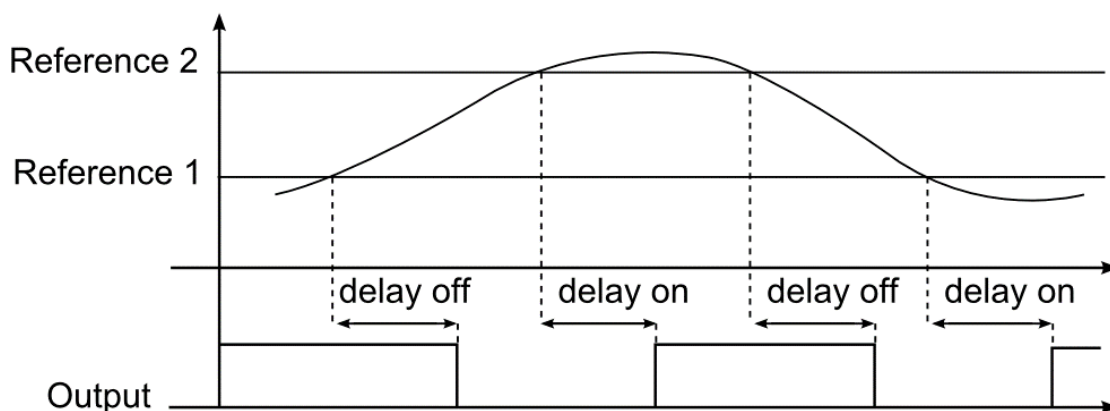 Reference 2
Reference 1
delay off delay on delay off delay on
Output